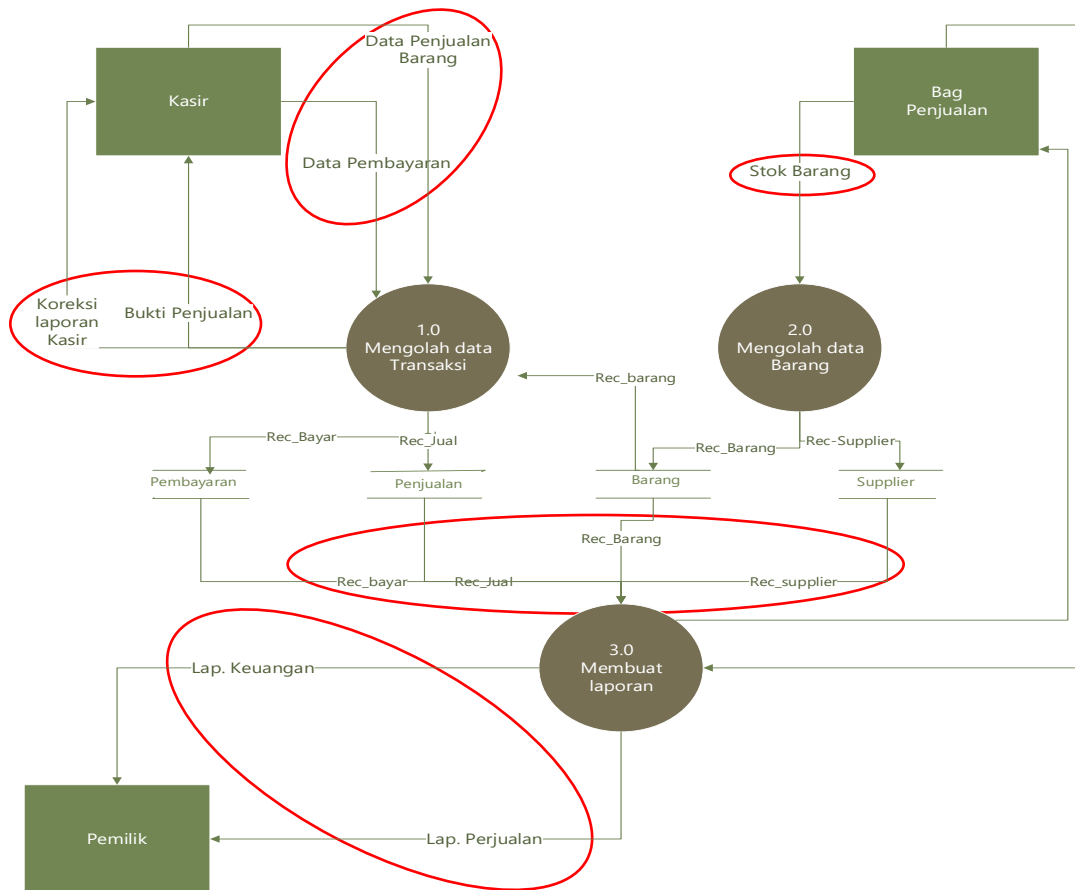 Data Penjualan
Barang
Kasir
Bag
Penjualan
Data Pembayaran
Stok Barang
Koreksi
laporan
Kasir
Bukti Penjualan
1.0
Mengolah data
Transaksi
2.0
Mengolah data
Barang
Rec_barang
Rec_Bayar
Rec_Jual
Rec_Barang
Rec-Supplier
Pembayaran
Penjualan
Barang
Supplier
Rec_Barang
Rec_bayar
Rec_Jual
Rec_supplier
3.0
Membuat
laporan
Lap. Keuangan
Pemilik
Lap. Perjualan